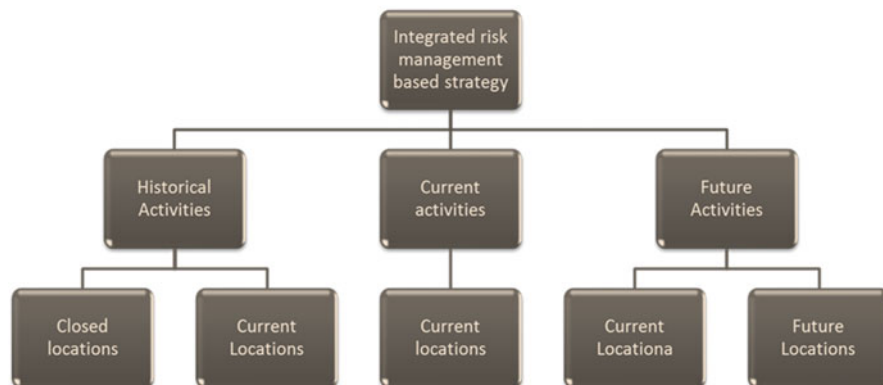 Integrated risk
management
based strategy
Historical
Activities
Current
activities
Future
Activities
Closed
locations
Current
Locations
Current
locations
Current
Locationa
Future
Locations